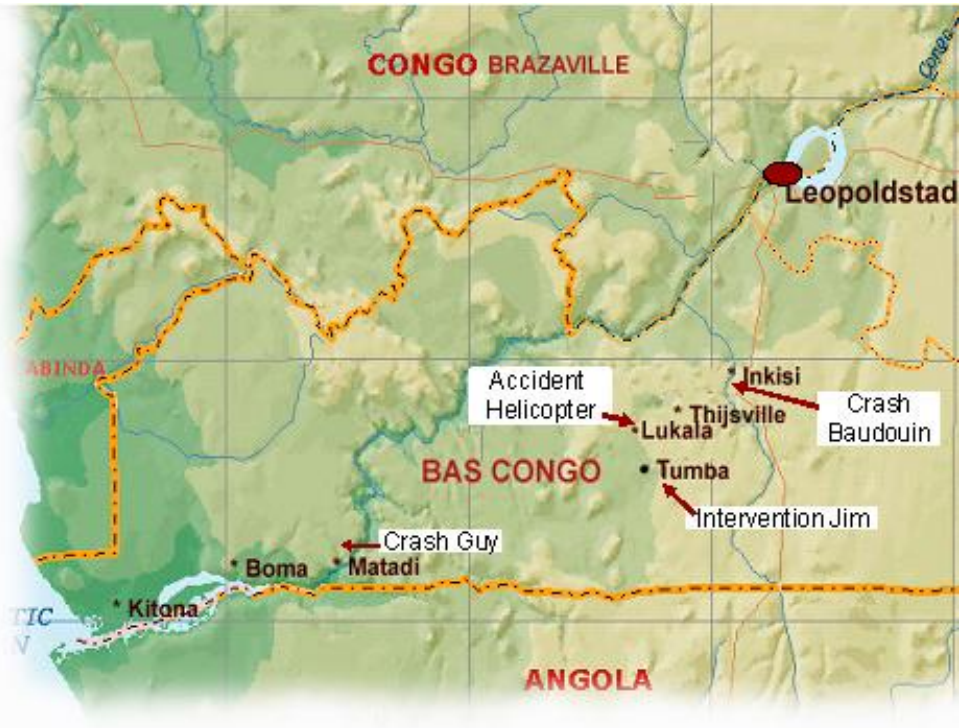 CONGO BRAZAVILLE
Congo
Leopoldstad
ABINDA
Inkisi
Accident
Helicopter
Crash
Baudouin
Thijsville
Lukala
BAS CONGO
Tumba
Intervention Jim
Crash Guy
Boma
Matadi
Kitona
TIC
N
ANGOLA